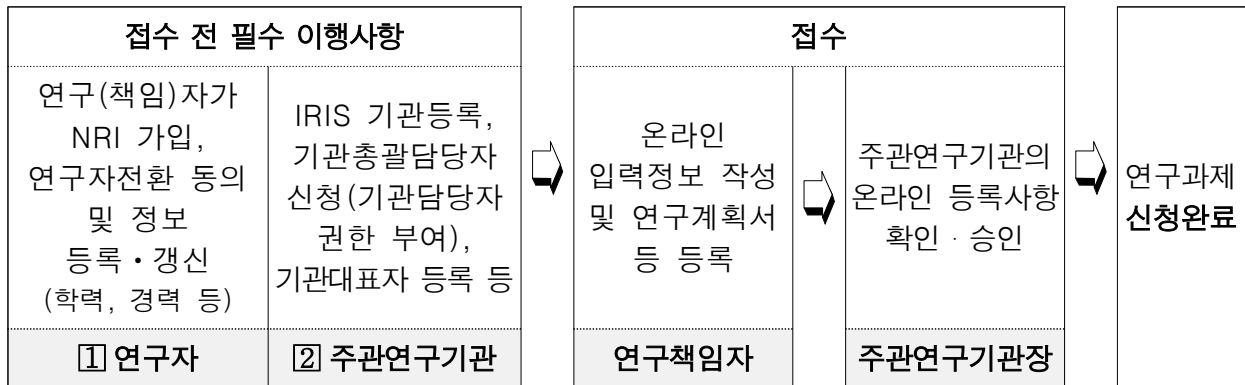 접수 전 필수 이행사항
연구(책임)자가
NRI 가입,
연구자전환 동의
및 정보
등록·갱신
(학력, 경력 등)
1 연구자
IRIS 기관등록,
기관총괄담당자
신청(기관담당자
권한 부여),
기관대표자 등록 등
2 주관연구기관
접수
온라인
입력정보 작성
및 연구계획서
등 등록
연구책임자
주관연구기관의
온라인 등록사항
확인·승인
주관연구기관장
연구과제
신청완료